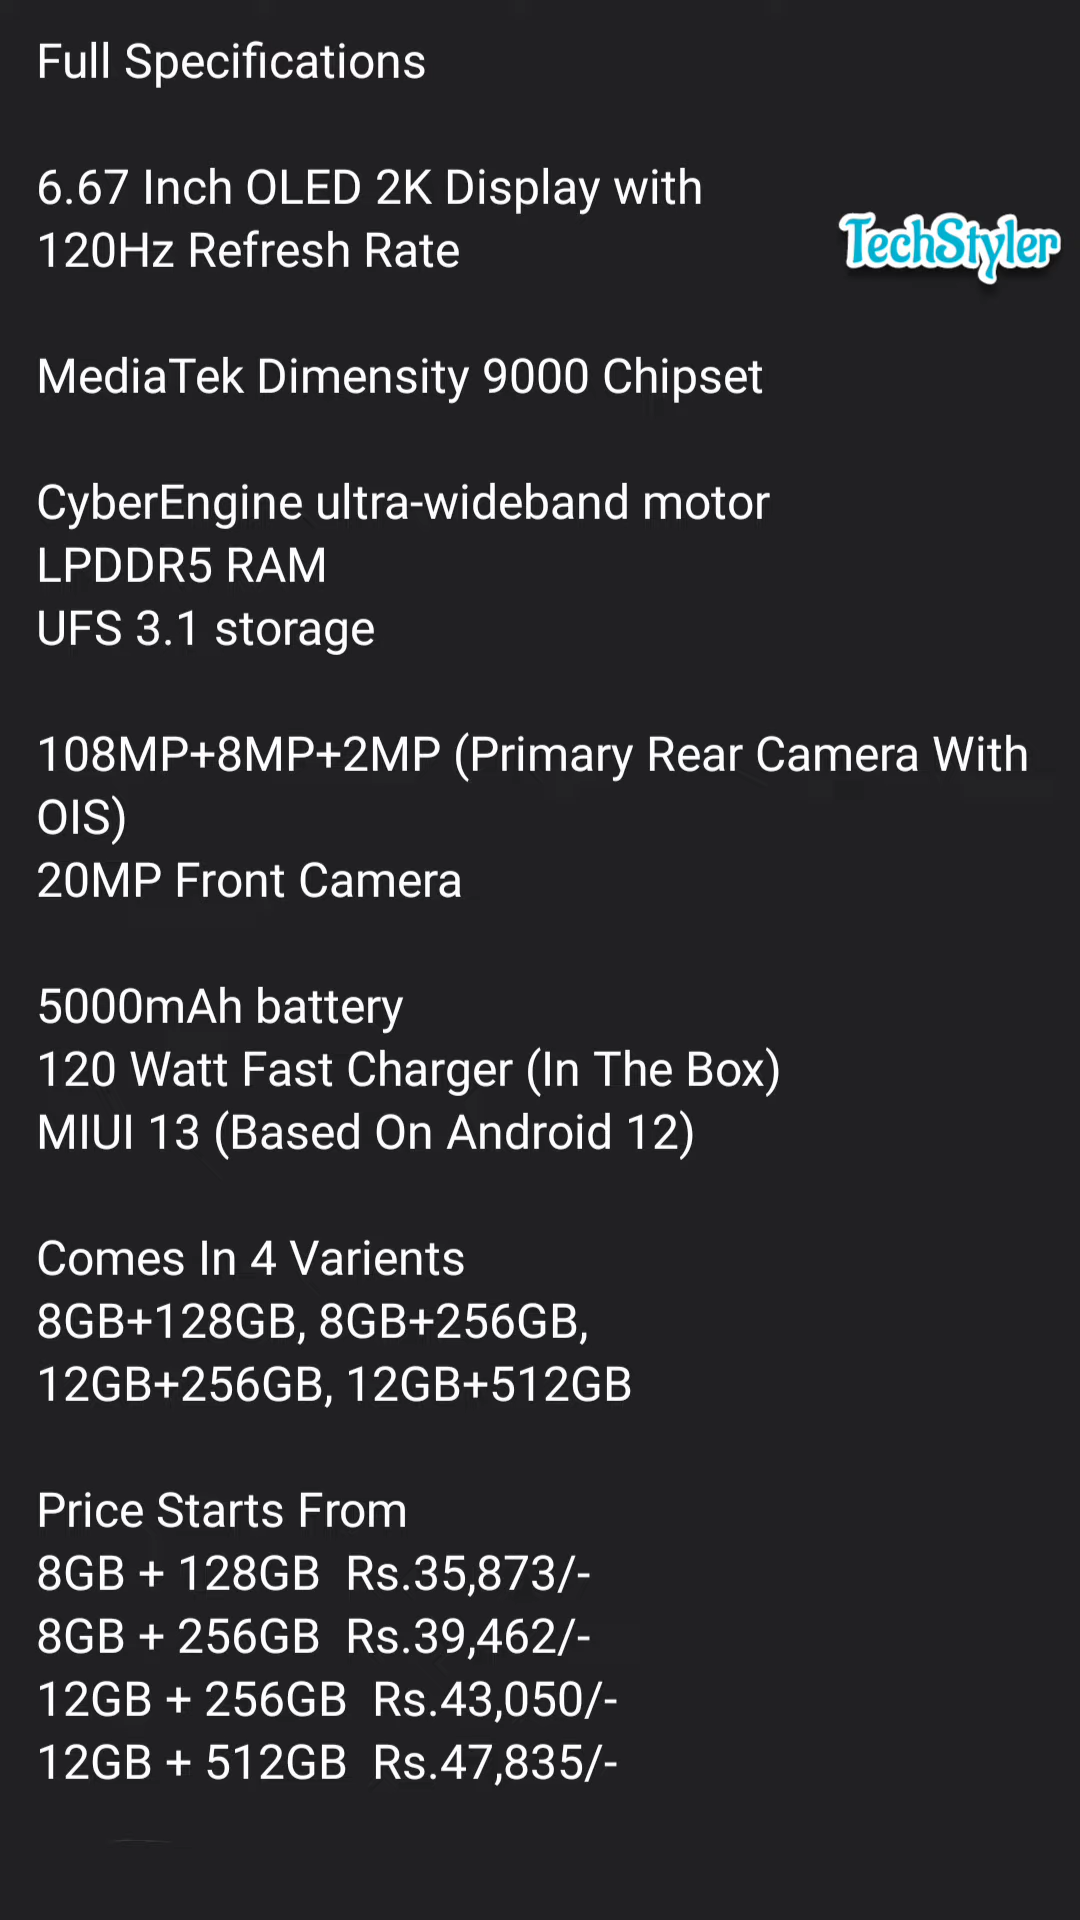 Full Specifications
6.67 Inch OLED 2K Display with
120Hz Refresh Rate
TechStyler
MediaTek Dimensity 9000 Chipset
CyberEngine ultra-wideband motor
LPDDR5 RAM
UFS 3.1 storage
108MP+8MP+2MP (Primary Rear Camera With
OIS)
20MP Front Camera
5000mAh battery
120 Watt Fast Charger (In The Box)
MIUI 13 (Based On Android 12)
Comes In 4 Varients
8GB+128GB, 8GB+256GB,
12GB+256GB, 12GB+512GB
Price Starts From
8GB + 128GB  Rs.35,873/-
8GB + 256GB  Rs.39,462/-
12GB + 256GB  Rs.43,050/-
12GB + 512GB  Rs.47,835/-